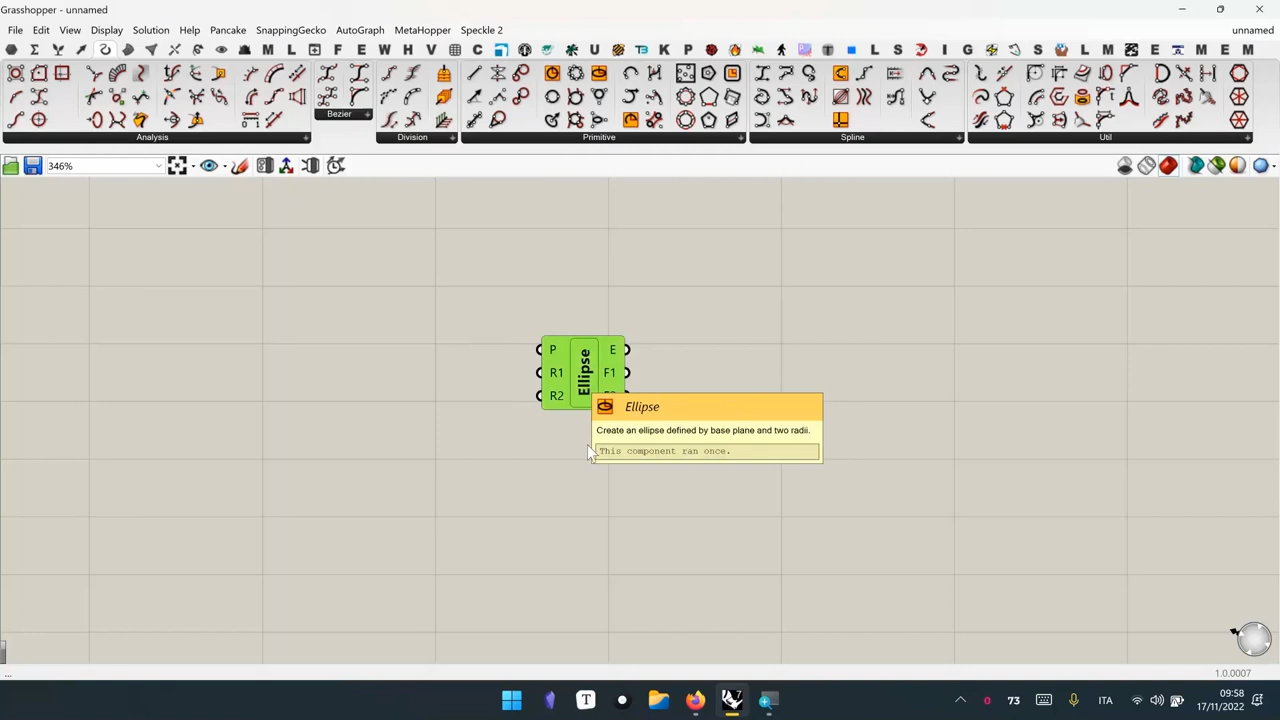 Grasshopper - unnamed
File Edit View Display Solution Help Pancake SnappingGecko AutoGraph MetaHopper Speckle 2 unnamed
Analysis Bezier Division Primitive Spline Util
346%
P Ellipse E
R1 F1
R2
Ellipse
Create an ellipse defined by base plane and two radii.
This component ran once.
... 1.0.0007
T 7 0 73 ITA 09:58
17/11/2022